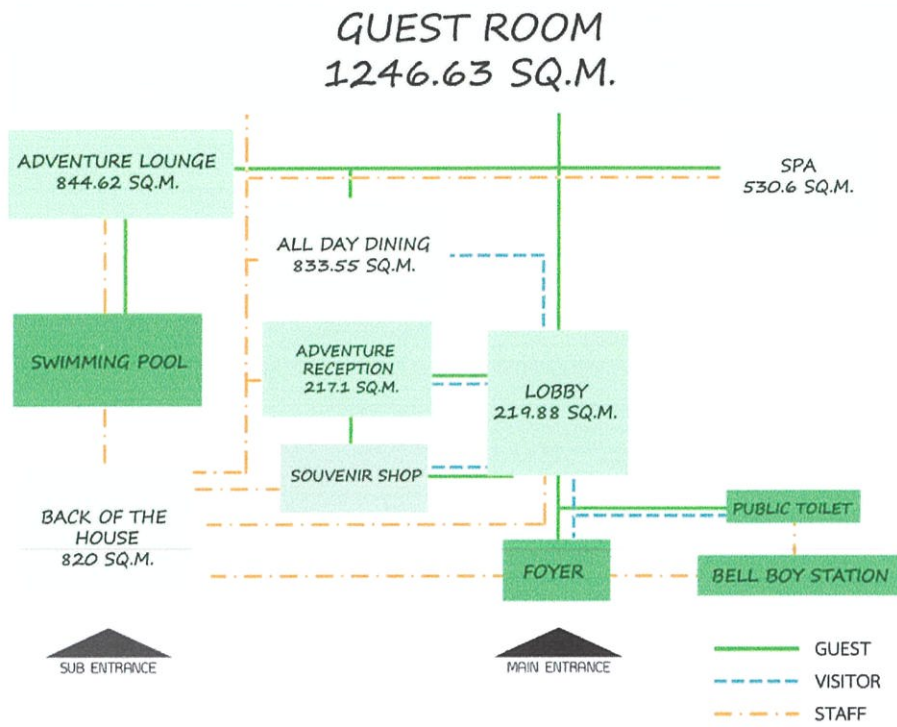 GUEST ROOM
1246.63 SQ.M.
ADVENTURE LOUNGE
844.62 SQ.M.
SPA
530.6 SQ.M.
ALL DAY DINING
833.55 SQ.M.
SWIMMING POOL
ADVENTURE
RECEPTION
217.1 SQ.M.
LOBBY
219.88 SQ.M.
SOUVENIR SHOP
BACK OF THE
HOUSE
820 SQ.M.
PUBLIC TOILET
FOYER
BELL BOY STATION
SUB ENTRANCE
MAIN ENTRANCE
GUEST
VISITOR
STAFF